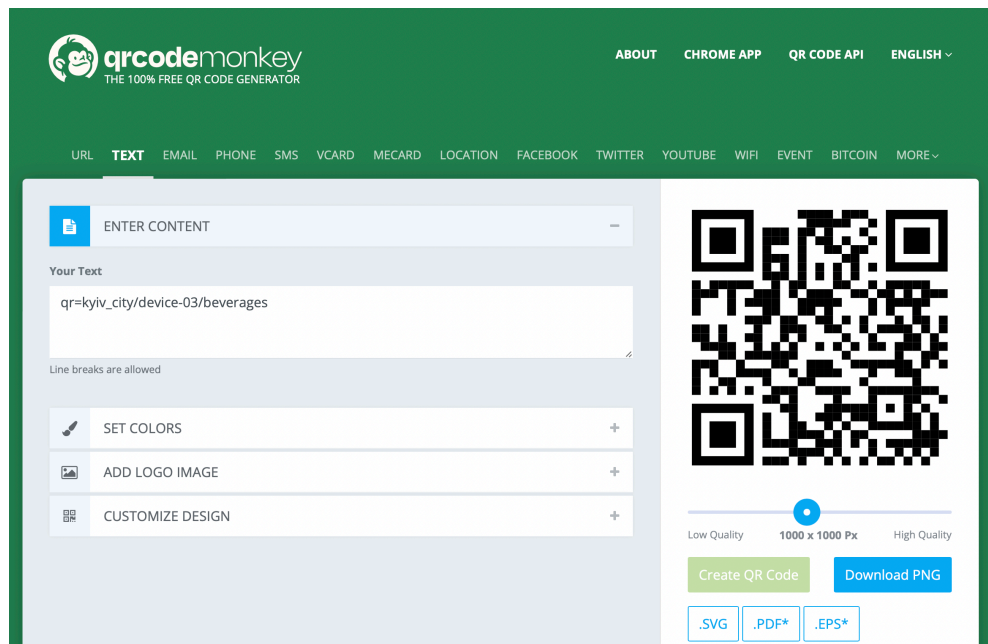 qrcodemonkey
THE 100% FREE QR CODE GENERATOR
ABOUT CHROME APP QR CODE API ENGLISH
URL TEXT EMAIL PHONE SMS VCARD MECARD LOCATION FACEBOOK TWITTER YOUTUBE WIFI EVENT BITCOIN MORE
ENTER CONTENT
Your Text
qr=kyiv_city/device-03/beverages
Line breaks are allowed
SET COLORS
ADD LOGO IMAGE
CUSTOMIZE DESIGN
Low Quality 1000 x 1000 Px High Quality
Create QR Code Download PNG
.SVG .PDF* .EPS*